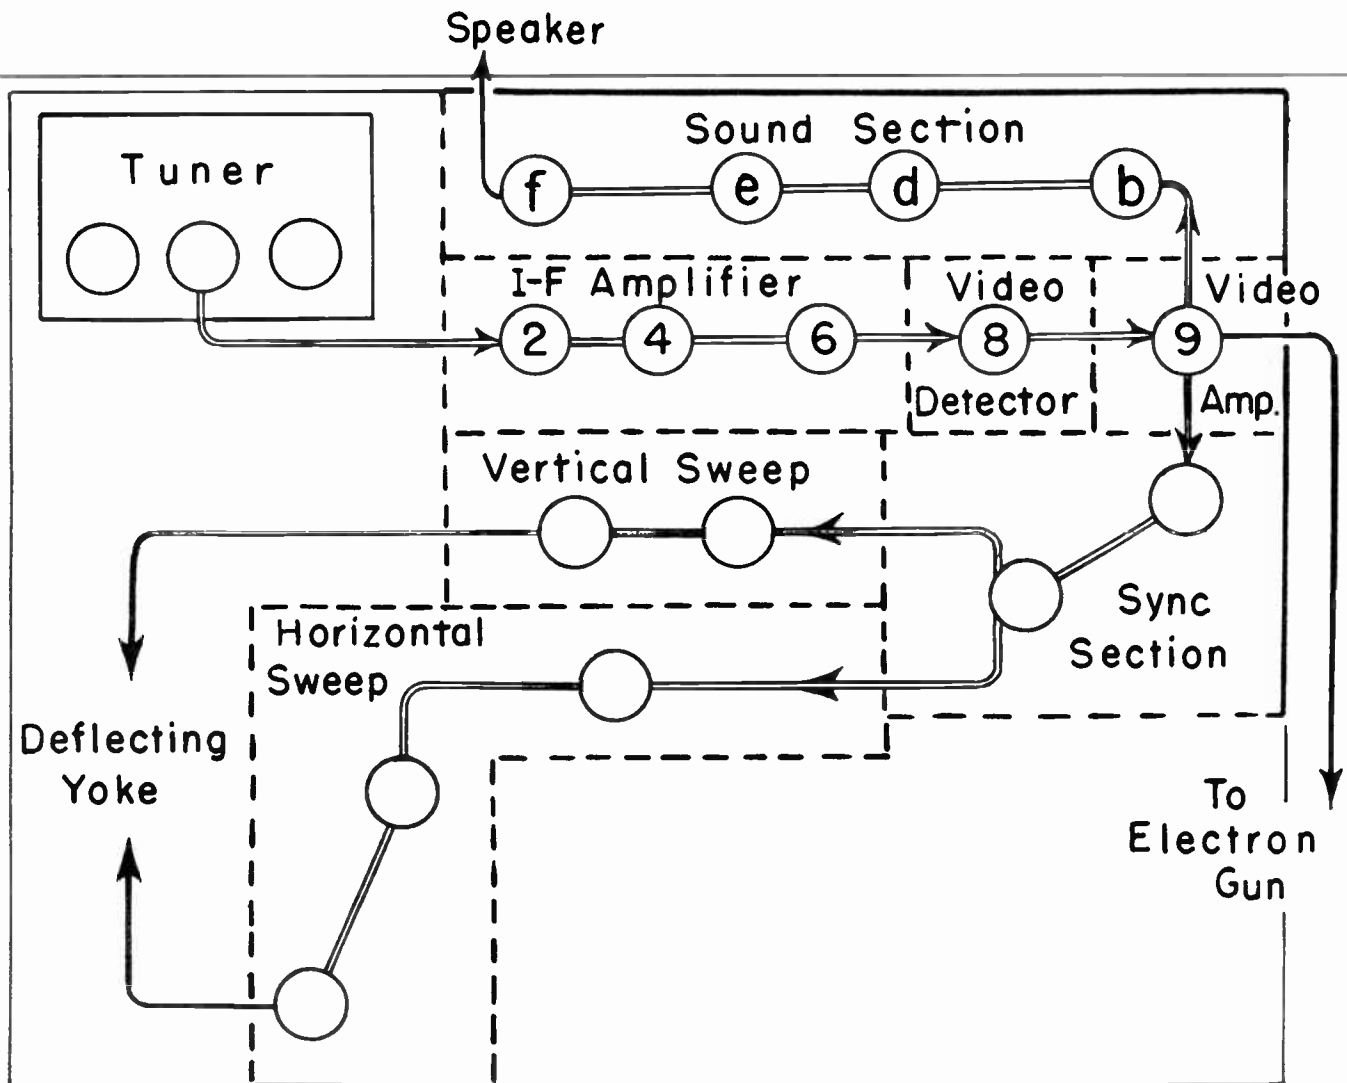 Speaker
Sound Section
Tuner
f e d b
I-F Amplifier
Video
Video
2 4 6 8 9
Detector
Amp.
Vertical Sweep
Sync
Section
Horizontal
Sweep
Deflecting
Yoke
To
Electron
Gun